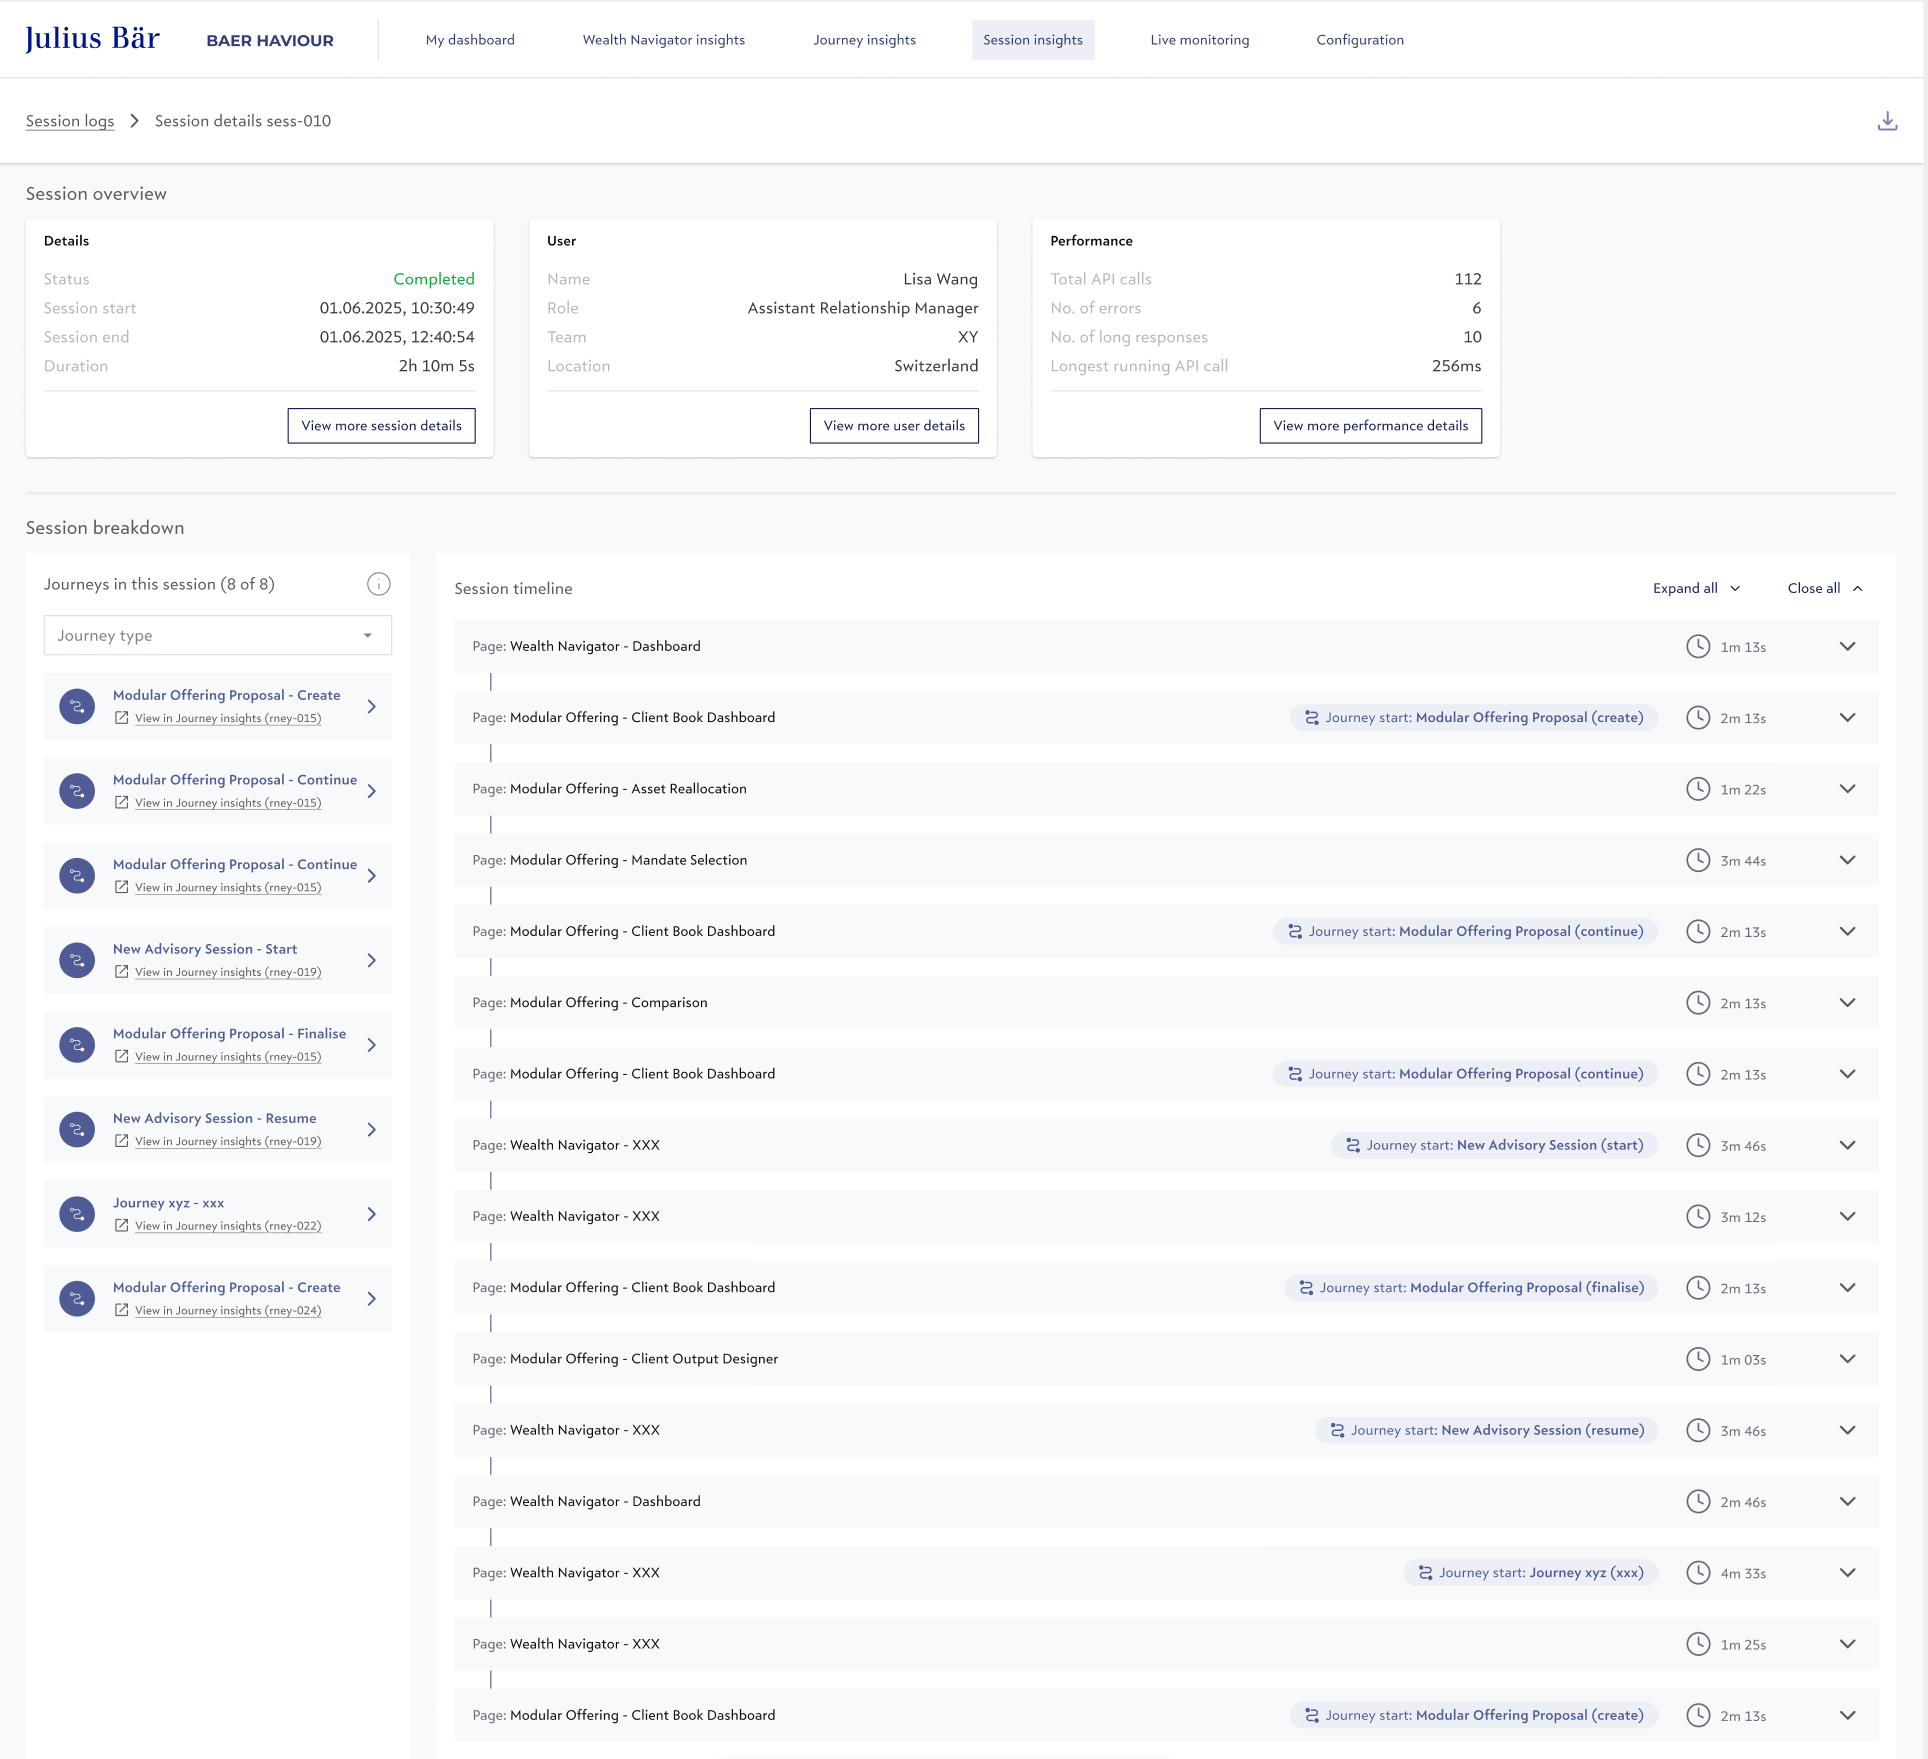 Julius Bär
BAER HAVIOUR
My dashboard
Wealth Navigator insights
Journey insights
Session insights
Live monitoring
Configuration
Session logs
Session details sess-010
Session overview
Details
Status Completed
Session start 01.06.2025, 10:30:49
Session end 01.06.2025, 12:40:54
Duration 2h 10m 5s
View more session details
User
Name Lisa Wang
Role Assistant Relationship Manager
Team XY
Location Switzerland
View more user details
Performance
Total API calls 112
No. of errors 6
No. of long responses 10
Longest running API call 256ms
View more performance details
Session breakdown
Journeys in this session (8 of 8)
Journey type
Modular Offering Proposal - Create
View in Journey insights (rney-015)
Modular Offering Proposal - Continue
View in Journey insights (rney-015)
Modular Offering Proposal - Continue
View in Journey insights (rney-015)
New Advisory Session - Start
View in Journey insights (rney-019)
Modular Offering Proposal - Finalise
View in Journey insights (rney-015)
New Advisory Session - Resume
View in Journey insights (rney-019)
Journey xyz - xxx
View in Journey insights (rney-022)
Modular Offering Proposal - Create
View in Journey insights (rney-024)
Session timeline
Expand all
Close all
Page: Wealth Navigator - Dashboard 1m 13s
Page: Modular Offering - Client Book Dashboard Journey start: Modular Offering Proposal (create) 2m 13s
Page: Modular Offering - Asset Reallocation 1m 22s
Page: Modular Offering - Mandate Selection 3m 44s
Page: Modular Offering - Client Book Dashboard Journey start: Modular Offering Proposal (continue) 2m 13s
Page: Modular Offering - Comparison 2m 13s
Page: Modular Offering - Client Book Dashboard Journey start: Modular Offering Proposal (continue) 2m 13s
Page: Wealth Navigator - XXX Journey start: New Advisory Session (start) 3m 46s
Page: Wealth Navigator - XXX 3m 12s
Page: Modular Offering - Client Book Dashboard Journey start: Modular Offering Proposal (finalise) 2m 13s
Page: Modular Offering - Client Output Designer 1m 03s
Page: Wealth Navigator - XXX Journey start: New Advisory Session (resume) 3m 46s
Page: Wealth Navigator - Dashboard 2m 46s
Page: Wealth Navigator - XXX Journey start: Journey xyz (xxx) 4m 33s
Page: Wealth Navigator - XXX 1m 25s
Page: Modular Offering - Client Book Dashboard Journey start: Modular Offering Proposal (create) 2m 13s